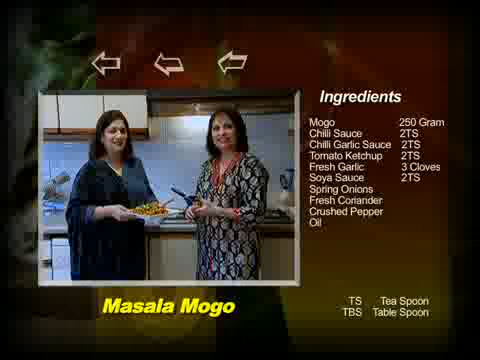 Ingredients
Mogo 250 Gram
Chilli Sauce 2TS
Chilli Garlic Sauce 2TS
Tomato Ketchup 2TS
Fresh Garlic 3 Cloves
Soya Sauce 2TS
Spring Onions
Fresh Coriander
Crushed Pepper
Oil
Masala Mogo
TS Tea Spoon
TBS Table Spoon